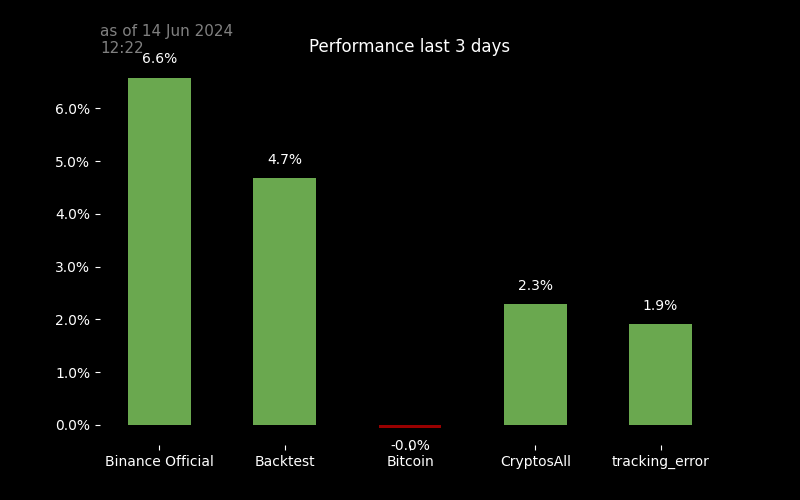 as of 14 Jun 2024
12:22
Performance last 3 days
6.6%
6.0%
5.0%
4.7%
4.0%
3.0%
2.3%
2.0%
1.9%
1.0%
0.0%
-0.0%
Binance Official
Backtest
Bitcoin
CryptosAll
tracking_error